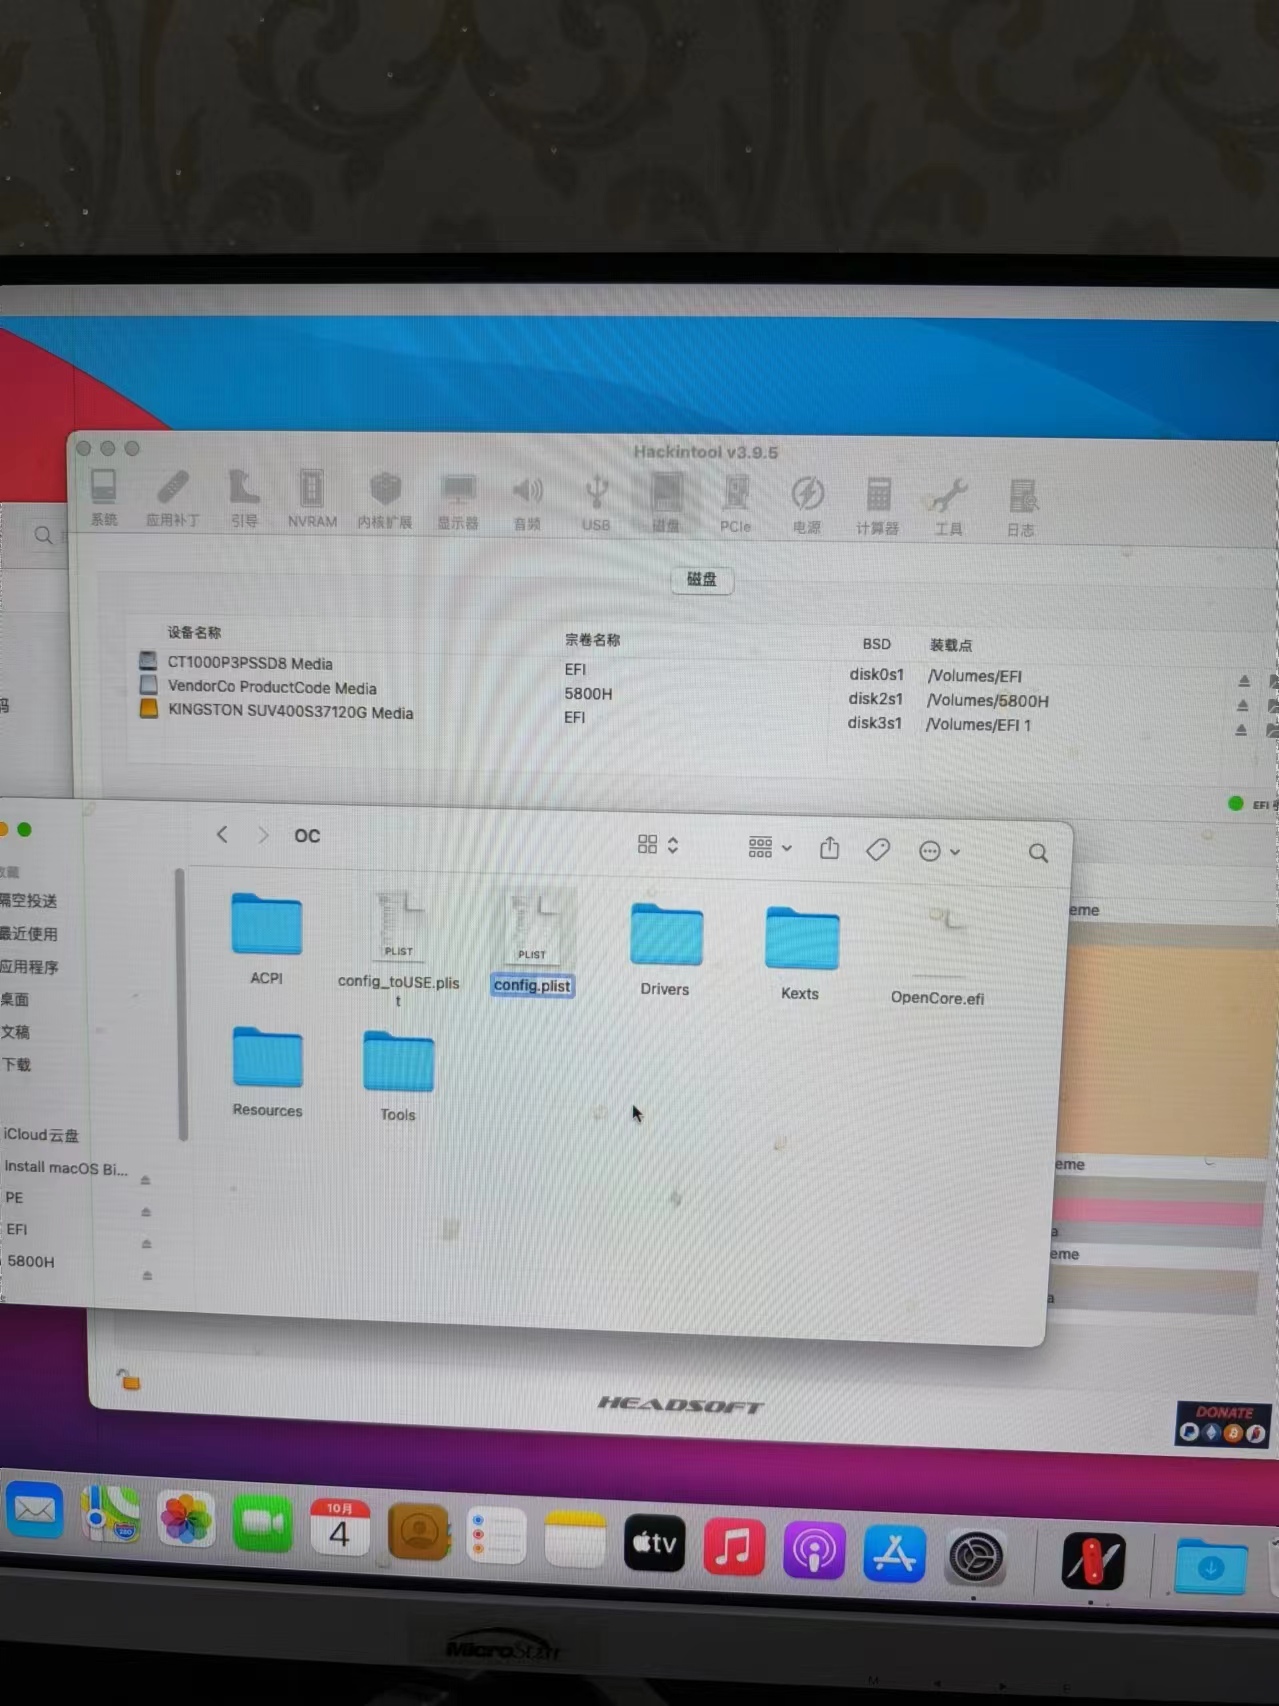 Hackintool v3.9.5
系统
应用补丁
引导
NVRAM
内核扩展
显示器
音频
USB
磁盘
PCIe
电源
计算器
工具
日志
磁盘
设备名称 宗卷名称 BSD 装载点
CT1000P3PSSD8 Media EFI disk0s1 /Volumes/EFI
VendorCo ProductCode Media 5800H disk2s1 /Volumes/5800H
KINGSTON SUV400S37120G Media EFI disk3s1 /Volumes/EFI 1
码
EFI
OC
收藏
隔空投送
最近使用
应用程序
桌面
文稿
下载
iCloud云盘
Install macOS Bi...
PE
EFI
5800H
ACPI
PLIST
config_toUSE.plis
t
PLIST
config.plist
Drivers
Kexts
OpenCore.efi
Resources
Tools
eme
eme
a
eme
a
HEADSOFT
DONATE
10月
4
280
tv
MicroStar
M